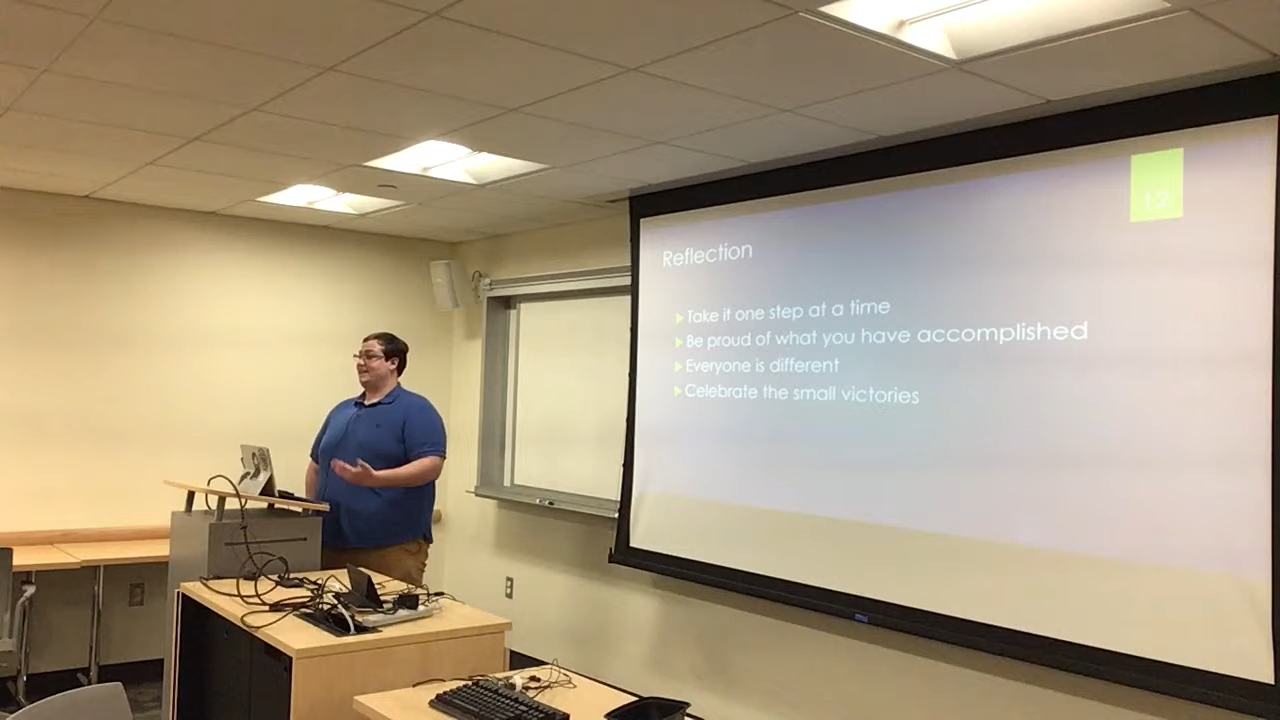 12
Reflection
Take it one step at a time
Be proud of what you have accomplished
Everyone is different
Celebrate the small victories